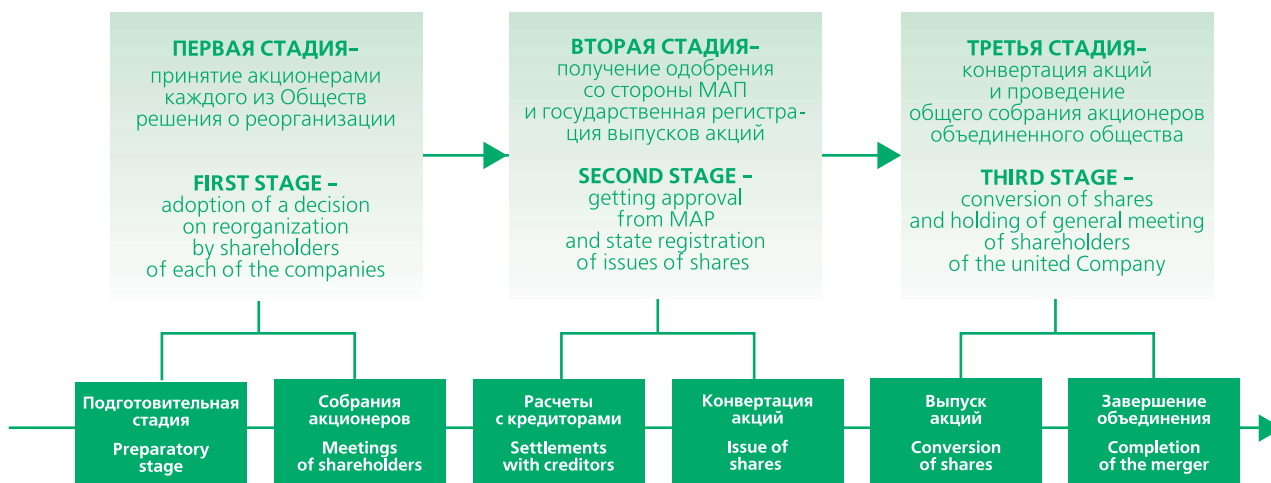 ПЕРВАЯ СТАДИЯ–
принятие акционерами
каждого из Обществ
решения о реорганизации
FIRST STAGE –
adoption of a decision
on reorganization
by shareholders
of each of the companies
ВТОРАЯ СТАДИЯ–
получение одобрения
со стороны МАП
и государственная регистра-
ция выпусков акций
SECOND STAGE –
getting approval
from MAP
and state registration
of issues of shares
ТРЕТЬЯ СТАДИЯ–
конвертация акций
и проведение
общего собрания акционеров
объединенного общества
THIRD STAGE –
conversion of shares
and holding of general meeting
of shareholders
of the united Company
Подготовительная
стадия
Preparatory
stage
Собрания
акционеров
Meetings
of shareholders
Расчеты
с кредиторами
Settlements
with creditors
Конвертация
акций
Issue of
shares
Выпуск
акций
Conversion
of shares
Завершение
объединения
Completion
of the merger